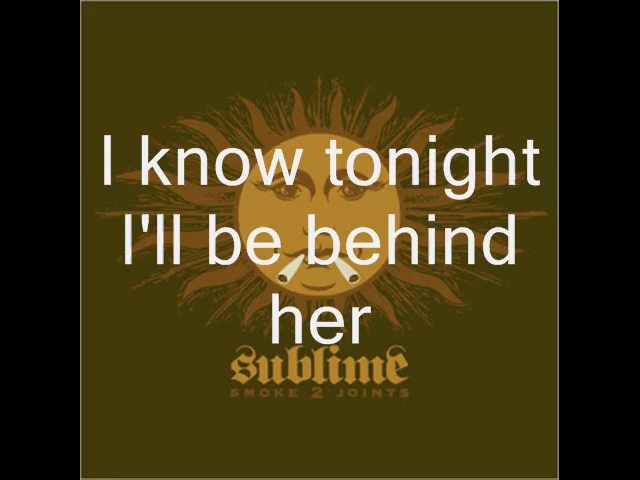 I know tonight
I'll be behind
her
sublime
SMOKE 2 JOINTS